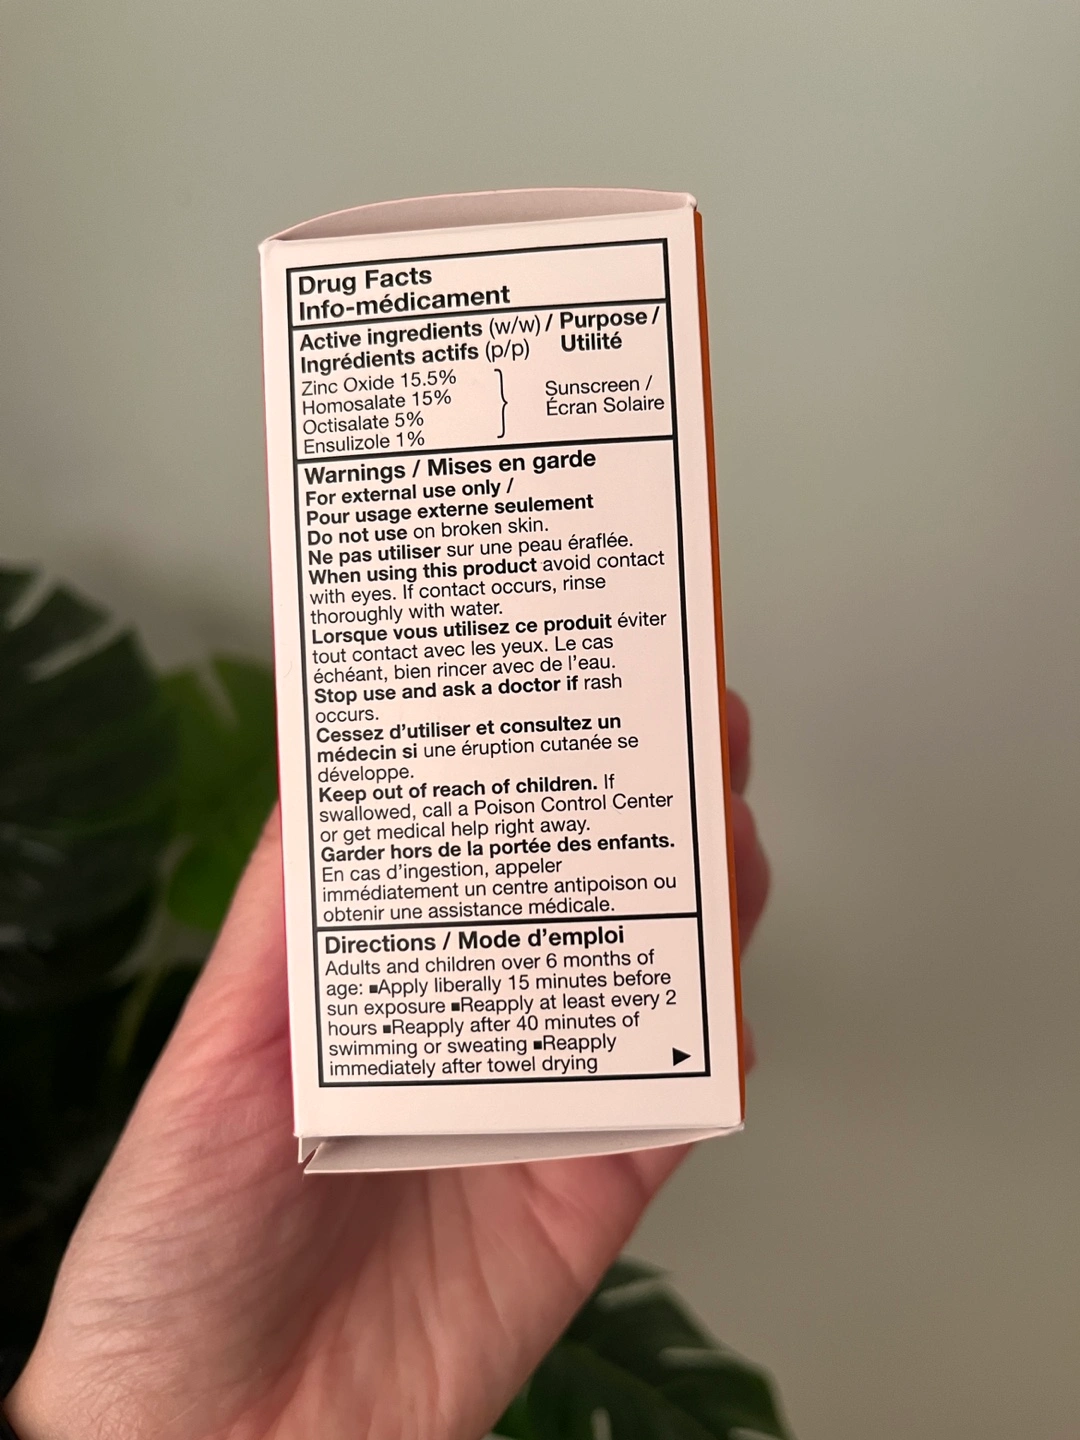 Drug Facts
Info-médicament
Active ingredients (w/w) / Purpose /
Ingrédients actifs (p/p) Utilité
Zinc Oxide 15.5%
Homosalate 15%
Octisalate 5%
Ensulizole 1%
Sunscreen /
Écran Solaire
Warnings / Mises en garde
For external use only /
Pour usage externe seulement
Do not use on broken skin.
Ne pas utiliser sur une peau éraflée.
When using this product avoid contact
with eyes. If contact occurs, rinse
thoroughly with water.
Lorsque vous utilisez ce produit éviter
tout contact avec les yeux. Le cas
échéant, bien rincer avec de l'eau.
Stop use and ask a doctor if rash
occurs.
Cessez d'utiliser et consultez un
médecin si une éruption cutanée se
développe.
Keep out of reach of children. If
swallowed, call a Poison Control Center
or get medical help right away.
Garder hors de la portée des enfants.
En cas d'ingestion, appeler
immédiatement un centre antipoison ou
obtenir une assistance médicale.
Directions / Mode d'emploi
Adults and children over 6 months of
age: ■Apply liberally 15 minutes before
sun exposure ■Reapply at least every 2
hours ■Reapply after 40 minutes of
swimming or sweating ■Reapply
immediately after towel drying